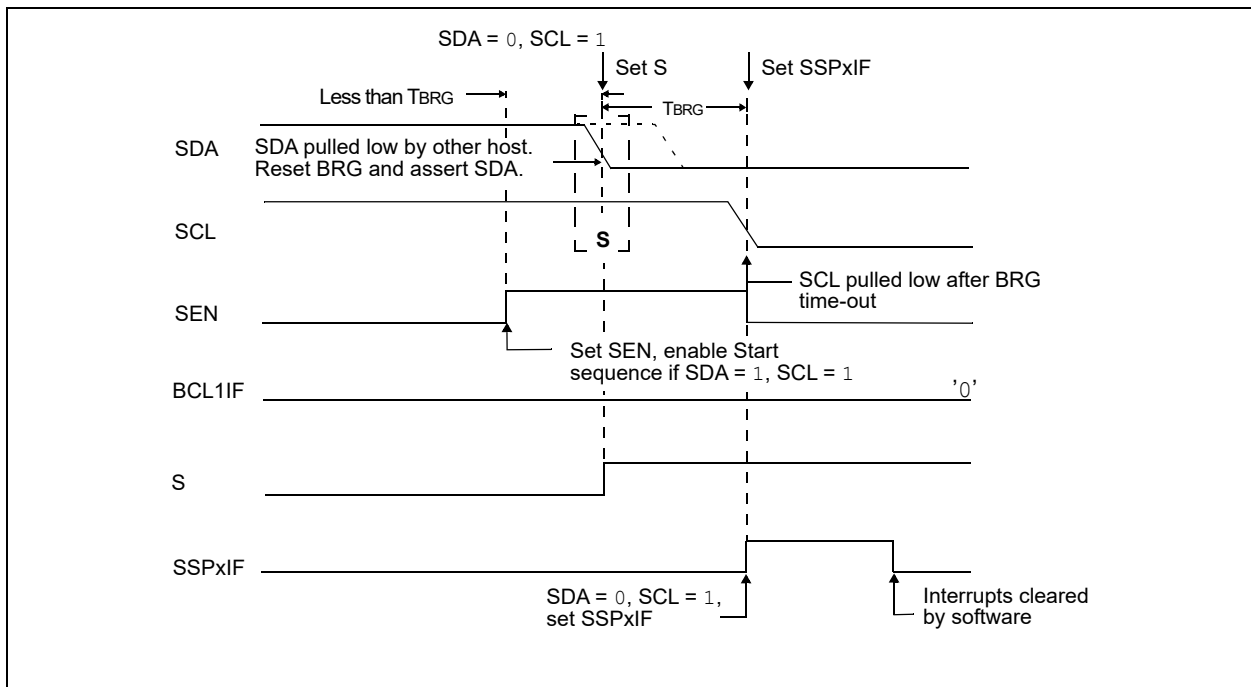 SDA = 0, SCL = 1
Set S
Set SSPxIF
Less than TBRG
TBRG
SDA
SDA pulled low by other host.
Reset BRG and assert SDA.
SCL
S
SCL pulled low after BRG
time-out
SEN
Set SEN, enable Start
sequence if SDA = 1, SCL = 1
BCL1IF
'0'
S
SSPxIF
SDA = 0, SCL = 1,
set SSPxIF
Interrupts cleared
by software